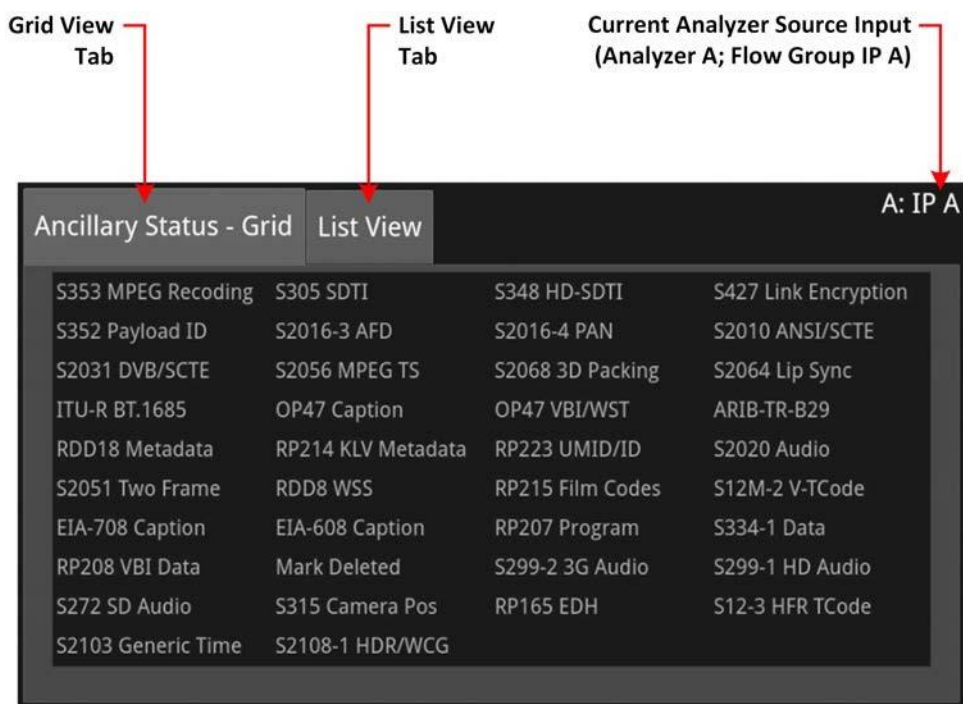 Grid View
Tab
List View
Tab
Current Analyzer Source Input
(Analyzer A; Flow Group IP A)
Ancillary Status - Grid List View A: IP A
S353 MPEG Recoding S305 SDTI S348 HD-SDTI S427 Link Encryption
S352 Payload ID S2016-3 AFD S2016-4 PAN S2010 ANSI/SCTE
S2031 DVB/SCTE S2056 MPEG TS S2068 3D Packing S2064 Lip Sync
ITU-R BT.1685 OP47 Caption OP47 VBI/WST ARIB-TR-B29
RDD18 Metadata RP214 KLV Metadata RP223 UMID/ID S2020 Audio
S2051 Two Frame RDD8 WSS RP215 Film Codes S12M-2 V-TCode
EIA-708 Caption EIA-608 Caption RP207 Program S334-1 Data
RP208 VBI Data Mark Deleted S299-2 3G Audio S299-1 HD Audio
S272 SD Audio S315 Camera Pos RP165 EDH S12-3 HFR TCode
S2103 Generic Time S2108-1 HDR/WCG